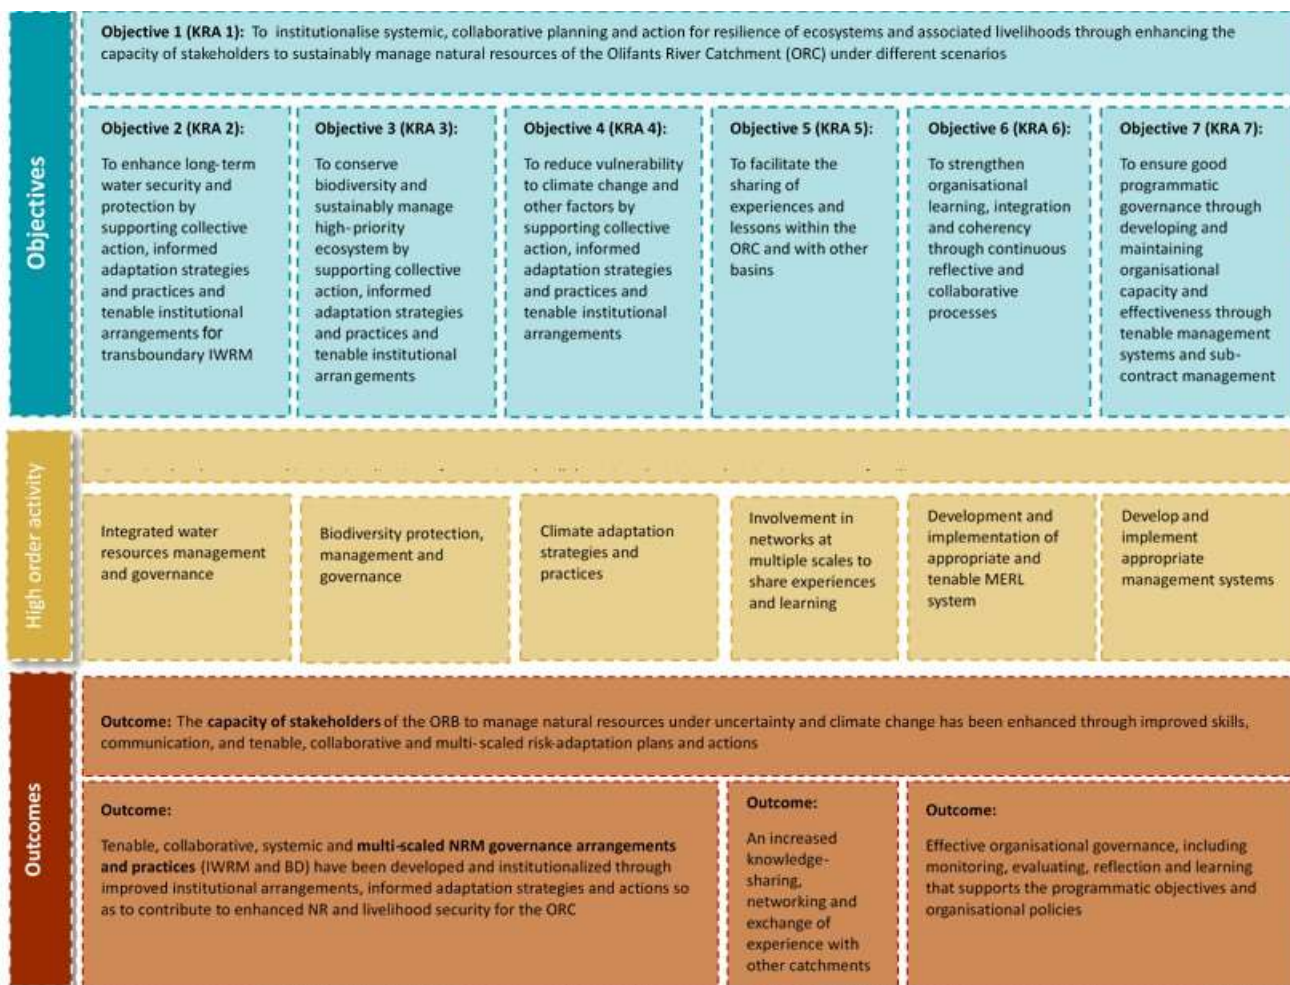 Objectives
Objective 1 (KRA 1): To institutionalise systemic, collaborative planning and action for resilience of ecosystems and associated livelihoods through enhancing the
capacity of stakeholders to sustainably manage natural resources of the Olifants River Catchment (ORC) under different scenarios
Objective 2 (KRA 2):
To enhance long-term
water security and
protection by
supporting collective
action, informed
adaptation strategies
and practices and
tenable institutional
arrangements for
transboundary IWRM
Objective 3 (KRA 3):
To conserve
biodiversity and
sustainably manage
high-priority
ecosystem by
supporting collective
action, informed
adaptation strategies
and practices and
tenable institutional
arrangements
Objective 4 (KRA 4):
To reduce vulnerability
to climate change and
other factors by
supporting collective
action, informed
adaptation strategies
and practices and
tenable institutional
arrangements
Objective 5 (KRA 5):
To facilitate the
sharing of
experiences and
lessons within the
ORC and with other
basins
Objective 6 (KRA 6):
To strengthen
organisational
learning, integration
and coherency
through continuous
reflective and
collaborative
processes
Objective 7 (KRA 7):
To ensure good
programmatic
governance through
developing and
maintaining
organisational
capacity and
effectiveness through
tenable management
systems and sub-
contract management
High order activity
Integrated water
resources management
and governance
Biodiversity protection,
management and
governance
Climate adaptation
strategies and
practices
Involvement in
networks at
multiple scales to
share experiences
and learning
Development and
implementation of
appropriate and
tenable MERL
system
Develop and
implement
appropriate
management systems
Outcomes
Outcome: The capacity of stakeholders of the ORB to manage natural resources under uncertainty and climate change has been enhanced through improved skills,
communication, and tenable, collaborative and multi-scaled risk-adaptation plans and actions
Outcome:
Tenable, collaborative, systemic and multi-scaled NRM governance arrangements
and practices (IWRM and BD) have been developed and institutionalized through
improved institutional arrangements, informed adaptation strategies and actions so
as to contribute to enhanced NR and livelihood security for the ORC
Outcome:
An increased
knowledge-
sharing,
networking and
exchange of
experience with
other catchments
Outcome:
Effective organisational governance, including
monitoring, evaluating, reflection and learning
that supports the programmatic objectives and
organisational policies